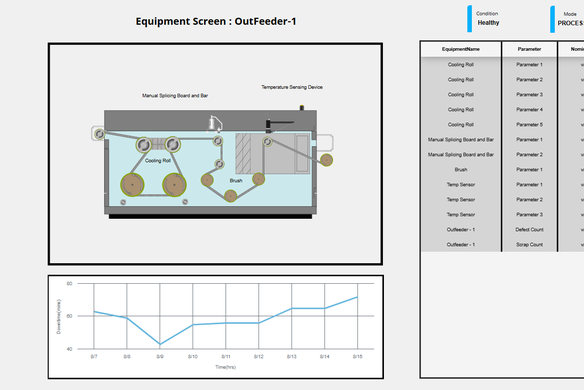 Equipment Screen : OutFeeder-1
Condition
Healthy
Mode
PROCESS
Manual Splicing Board and Bar
Temperature Sensing Device
Cooling Roll
Brush
EquipmentName Parameter Nomi
Cooling Roll Parameter 1
Cooling Roll Parameter 2
Cooling Roll Parameter 3
Cooling Roll Parameter 4
Cooling Roll Parameter 5
Manual Splicing Board and Bar Parameter 1
Manual Splicing Board and Bar Parameter 2
Brush Parameter 1
Temp Sensor Parameter 1
Temp Sensor Parameter 2
Temp Sensor Parameter 3
Outfeeder - 1 Defect Count
Outfeeder - 1 Scrap Count
80
60
40
Downtime(mins)
8/7 8/8 8/9 8/10 8/11 8/12 8/13 8/14 8/15
Time(hrs)